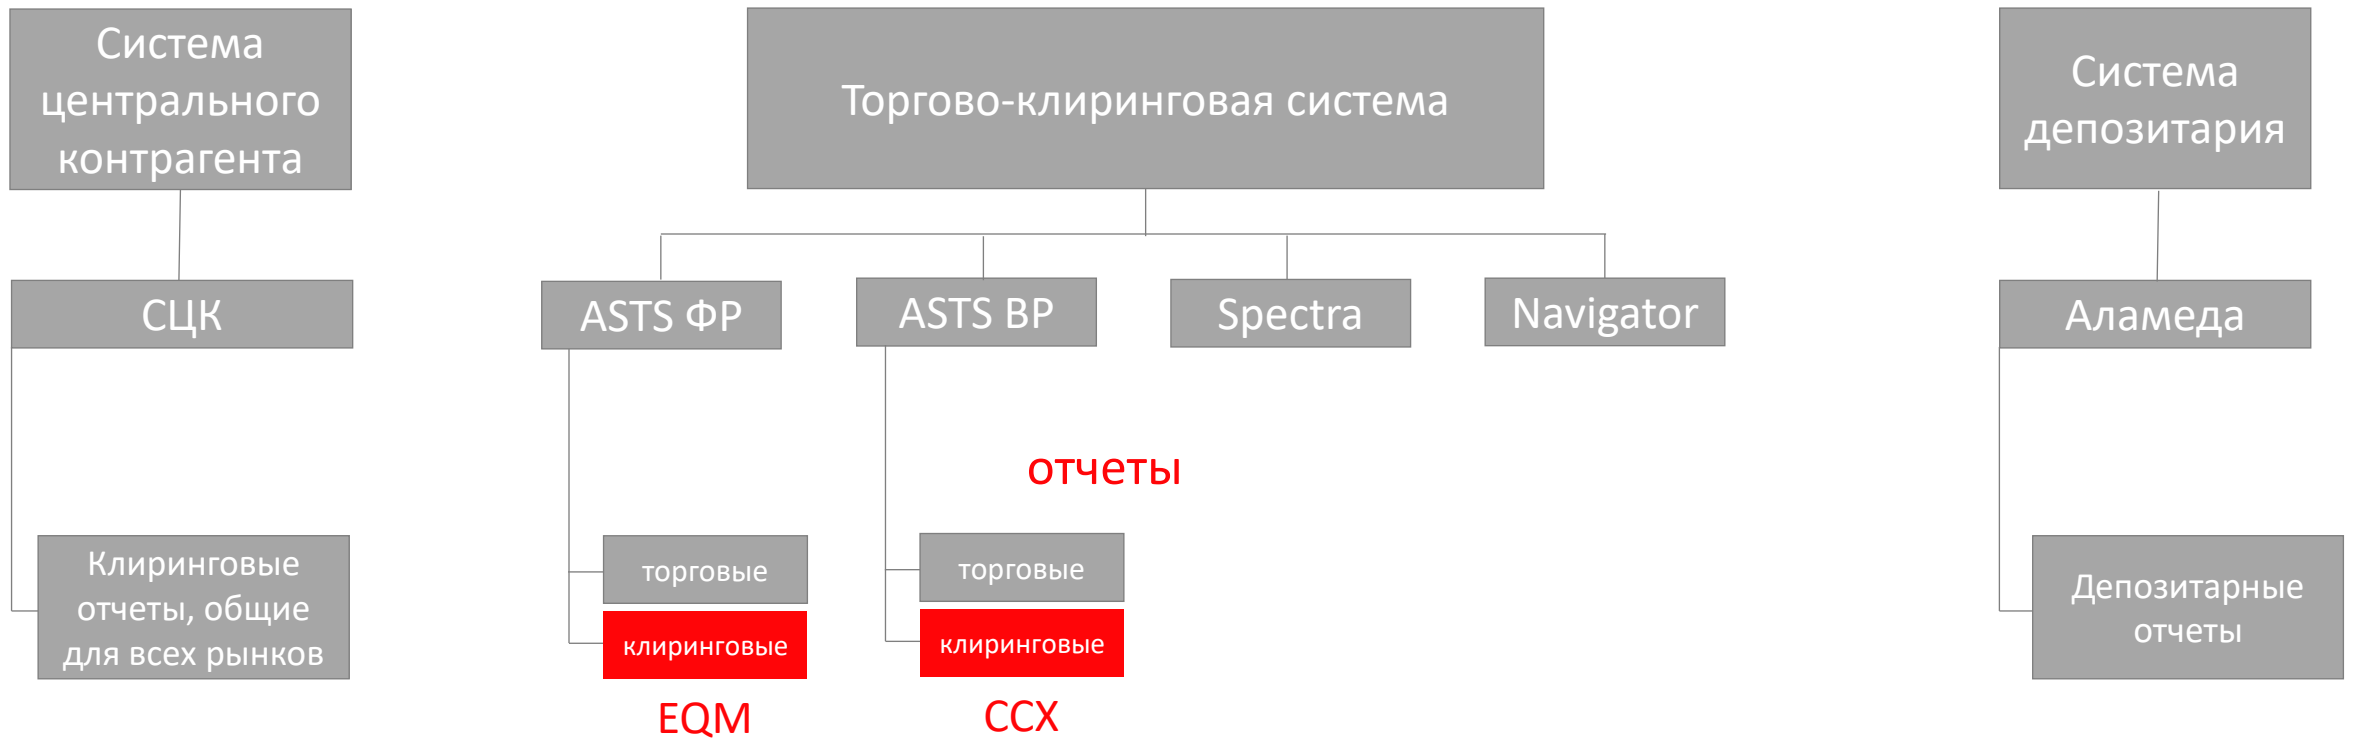 Система
центрального
контрагента
Торгово-клиринговая система
Система
депозитария
СЦК
ASTS ФР
ASTS ВР
Spectra
Navigator
Аламеда
отчеты
Клиринговые
отчеты, общие
для всех рынков
торговые
клиринговые
EQM
торговые
клиринговые
CCX
Депозитарные
отчеты